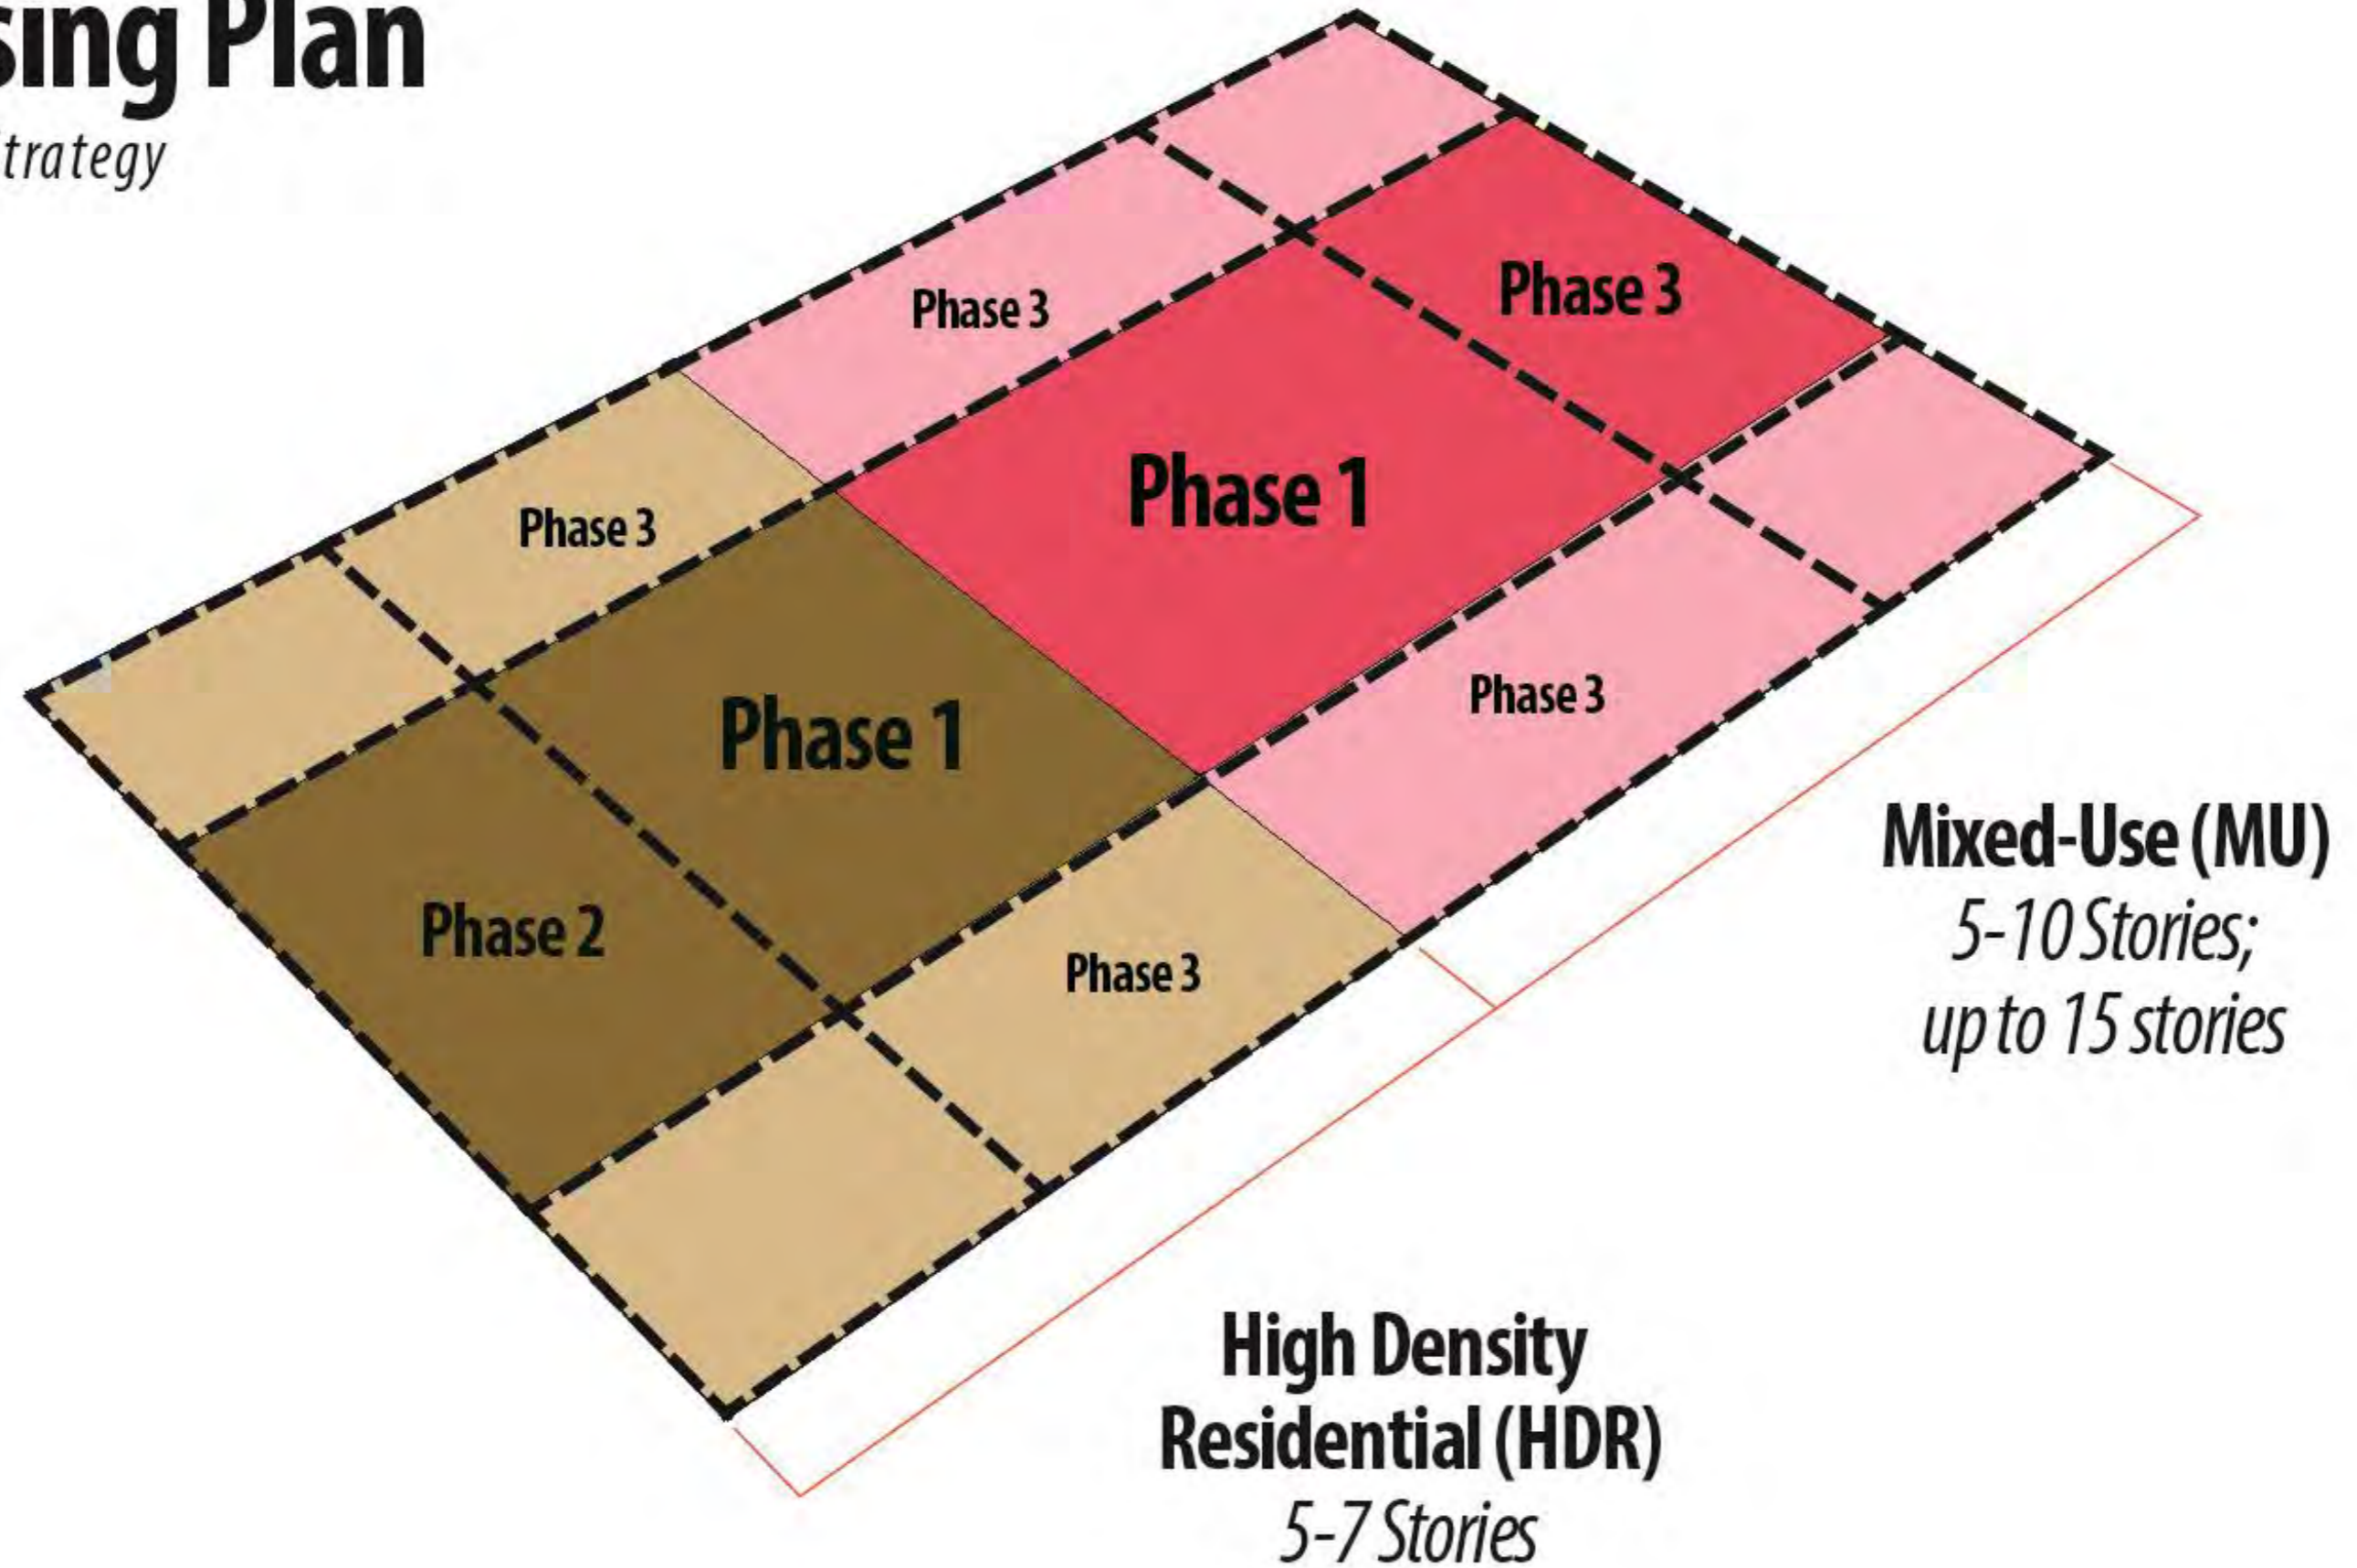 sing Plan
trategy
Phase 3
Phase 3
Phase 1
Phase 3
Phase 3
Phase 1
Phase 2
Phase 3
Mixed-Use (MU)
5-10 Stories;
up to 15 stories
High Density
Residential (HDR)
5-7 Stories